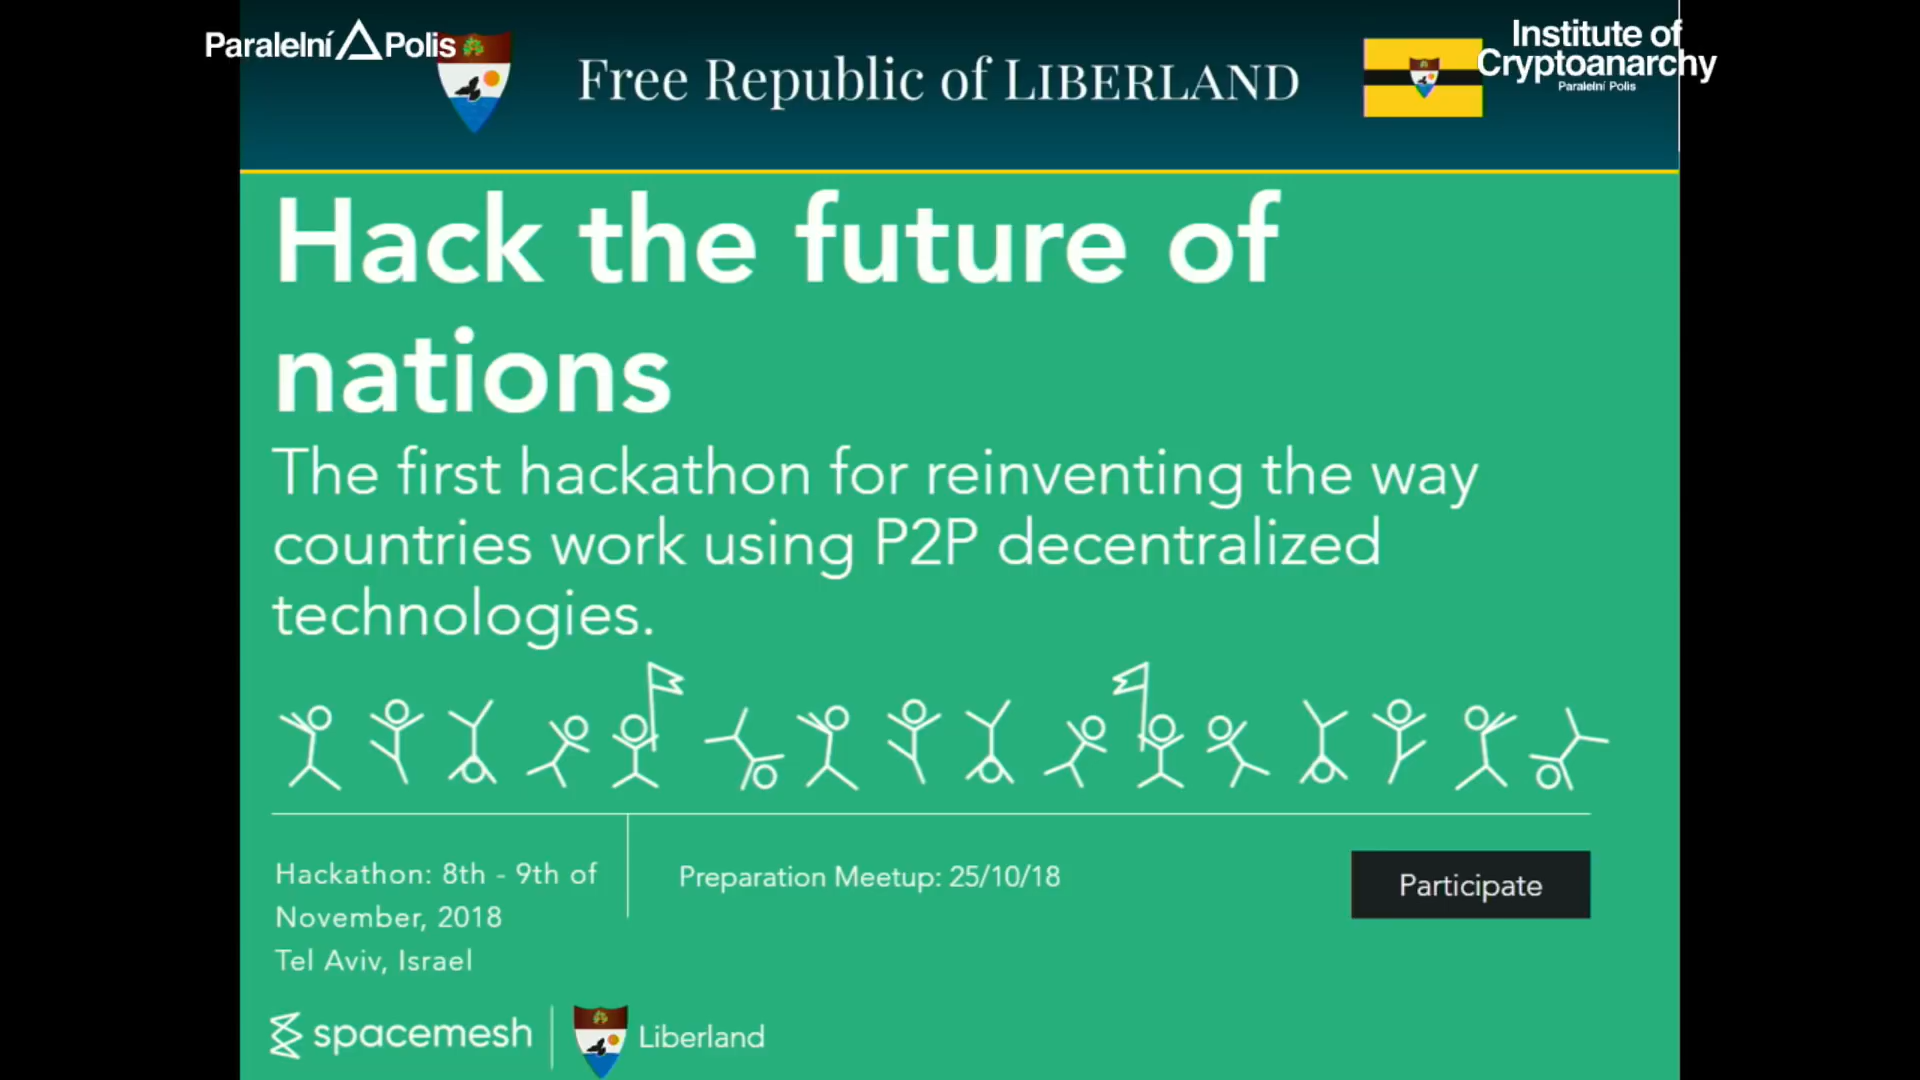 Paralelní Polis
Free Republic of LIBERLAND
Institute of
Cryptoanarchy
Paralelní Polis
Hack the future of
nations
The first hackathon for reinventing the way
countries work using P2P decentralized
technologies.
Hackathon: 8th - 9th of
November, 2018
Tel Aviv, Israel
Preparation Meetup: 25/10/18
Participate
spacemesh
Liberland